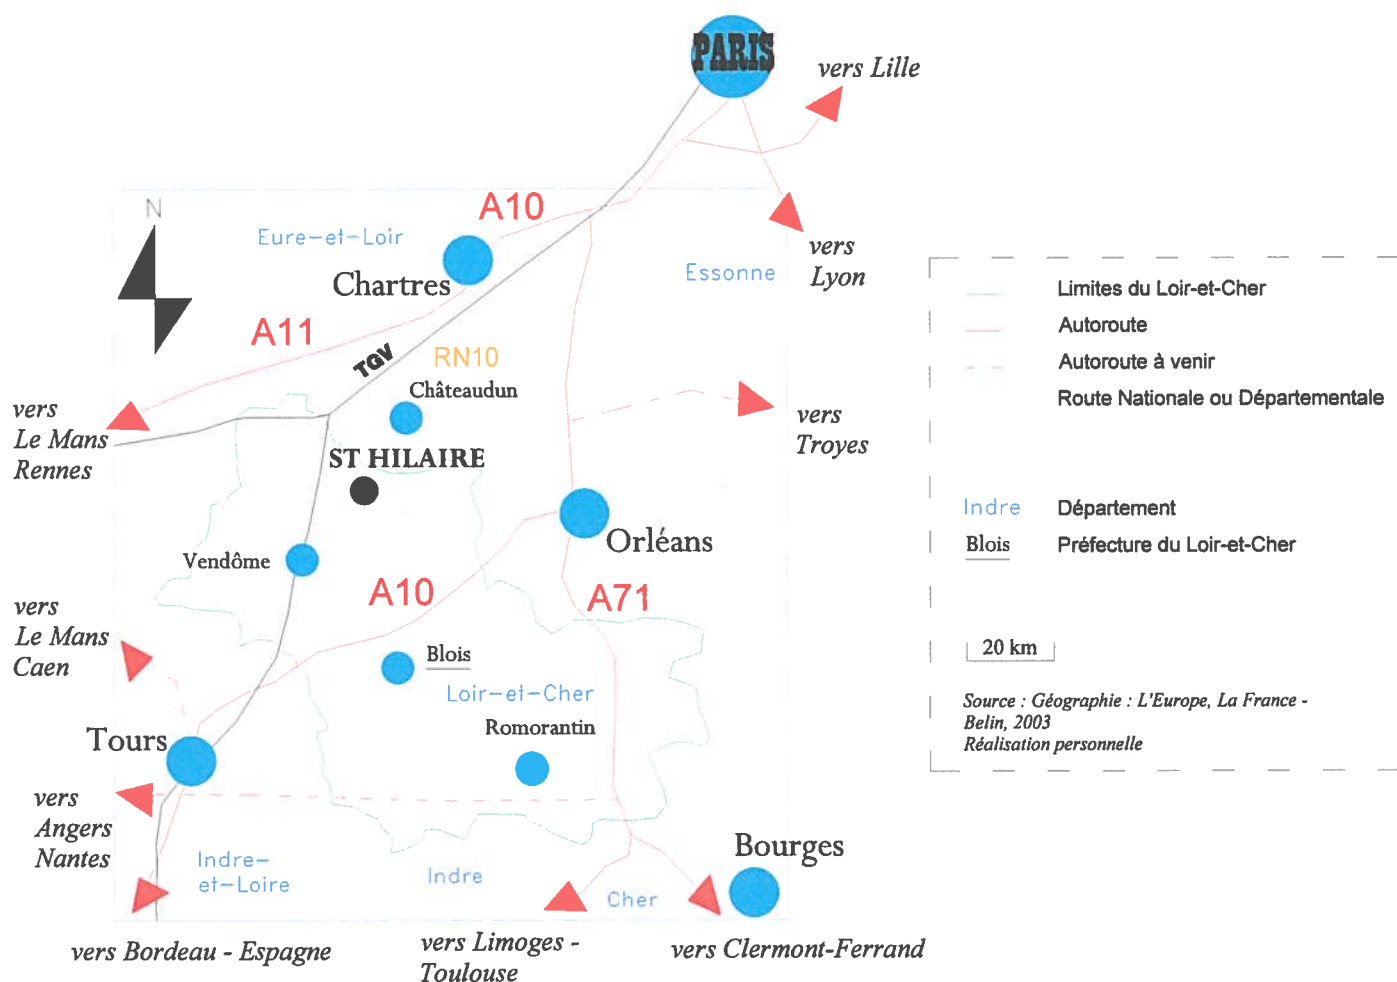 PARIS
vers Lille
N
A10
Eure-et-Loir
Chartres
Essonne
vers
Lyon
A11
TGV
RN10
Châteaudun
vers
Le Mans
Rennes
ST HILAIRE
vers
Troyes
Orléans
Vendôme
A10
A71
vers
Le Mans
Caen
Blois
Loir-et-Cher
Romorantin
Tours
vers
Angers
Nantes
Bourges
Indre-
et-Loire
Indre
Cher
vers Bordeau - Espagne
vers Limoges -
Toulouse
vers Clermont-Ferrand
Limites du Loir-et-Cher
Autoroute
Autoroute à venir
Route Nationale ou Départementale
Indre Département
Blois Préfecture du Loir-et-Cher
20 km
Source : Géographie : L'Europe, La France -
Belin, 2003
Réalisation personnelle